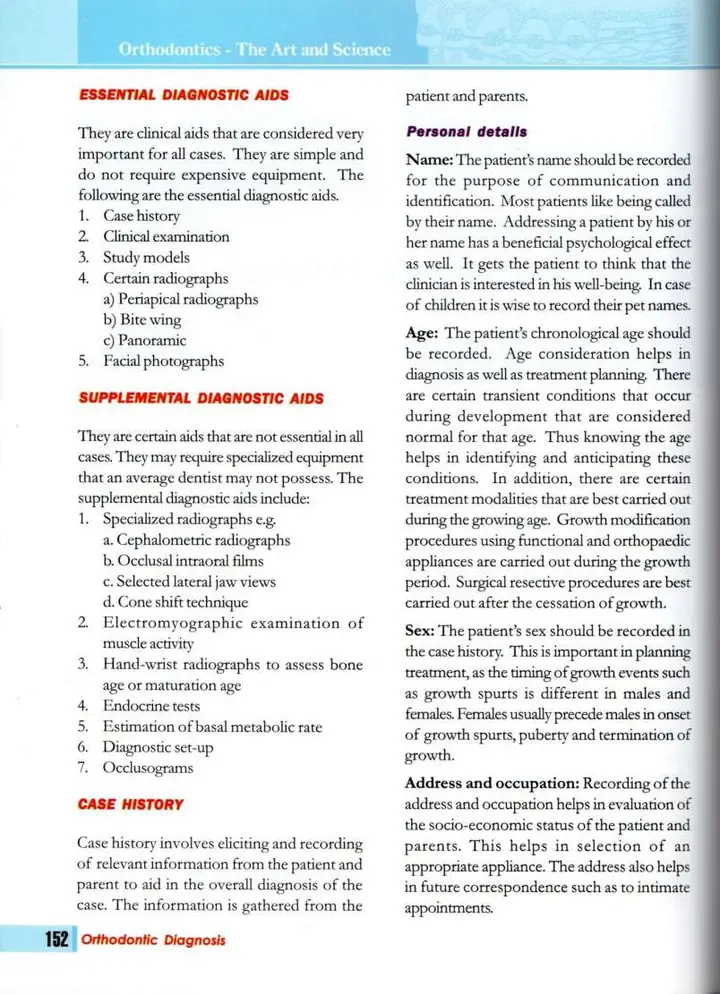 Orthodontics - The Art and Science
ESSENTIAL DIAGNOSTIC AIDS
They are clinical aids that are considered very
important for all cases. They are simple and
do not require expensive equipment. The
following are the essential diagnostic aids.
1. Case history
2. Clinical examination
3. Study models
4. Certain radiographs
a) Periapical radiographs
b) Bite wing
c) Panoramic
5. Facial photographs
SUPPLEMENTAL DIAGNOSTIC AIDS
They are certain aids that are not essential in all
cases. They may require specialized equipment
that an average dentist may not possess. The
supplemental diagnostic aids include:
1. Specialized radiographs e.g.
a. Cephalometric radiographs
b. Occlusal intraoral films
c. Selected lateral jaw views
d. Cone shift technique
2. Electromyographic examination of
muscle activity
3. Hand-wrist radiographs to assess bone
age or maturation age
4. Endocrine tests
5. Estimation of basal metabolic rate
6. Diagnostic set-up
7. Occlusograms
CASE HISTORY
Case history involves eliciting and recording
of relevant information from the patient and
parent to aid in the overall diagnosis of the
case. The information is gathered from the
patient and parents.
Personal details
Name: The patient's name should be recorded
for the purpose of communication and
identification. Most patients like being called
by their name. Addressing a patient by his or
her name has a beneficial psychological effect
as well. It gets the patient to think that the
clinician is interested in his well-being. In case
of children it is wise to record their pet names.
Age: The patient's chronological age should
be recorded. Age consideration helps in
diagnosis as well as treatment planning. There
are certain transient conditions that occur
during development that are considered
normal for that age. Thus knowing the age
helps in identifying and anticipating these
conditions. In addition, there are certain
treatment modalities that are best carried out
during the growing age. Growth modification
procedures using functional and orthopaedic
appliances are carried out during the growth
period. Surgical resective procedures are best
carried out after the cessation of growth.
Sex: The patient's sex should be recorded in
the case history. This is important in planning
treatment, as the timing of growth events such
as growth spurts is different in males and
females. Females usually precede males in onset
of growth spurts, puberty and termination of
growth.
Address and occupation: Recording of the
address and occupation helps in evaluation of
the socio-economic status of the patient and
parents. This helps in selection of an
appropriate appliance. The address also helps
in future correspondence such as to intimate
appointments.
152 Orthodontic Diagnosis